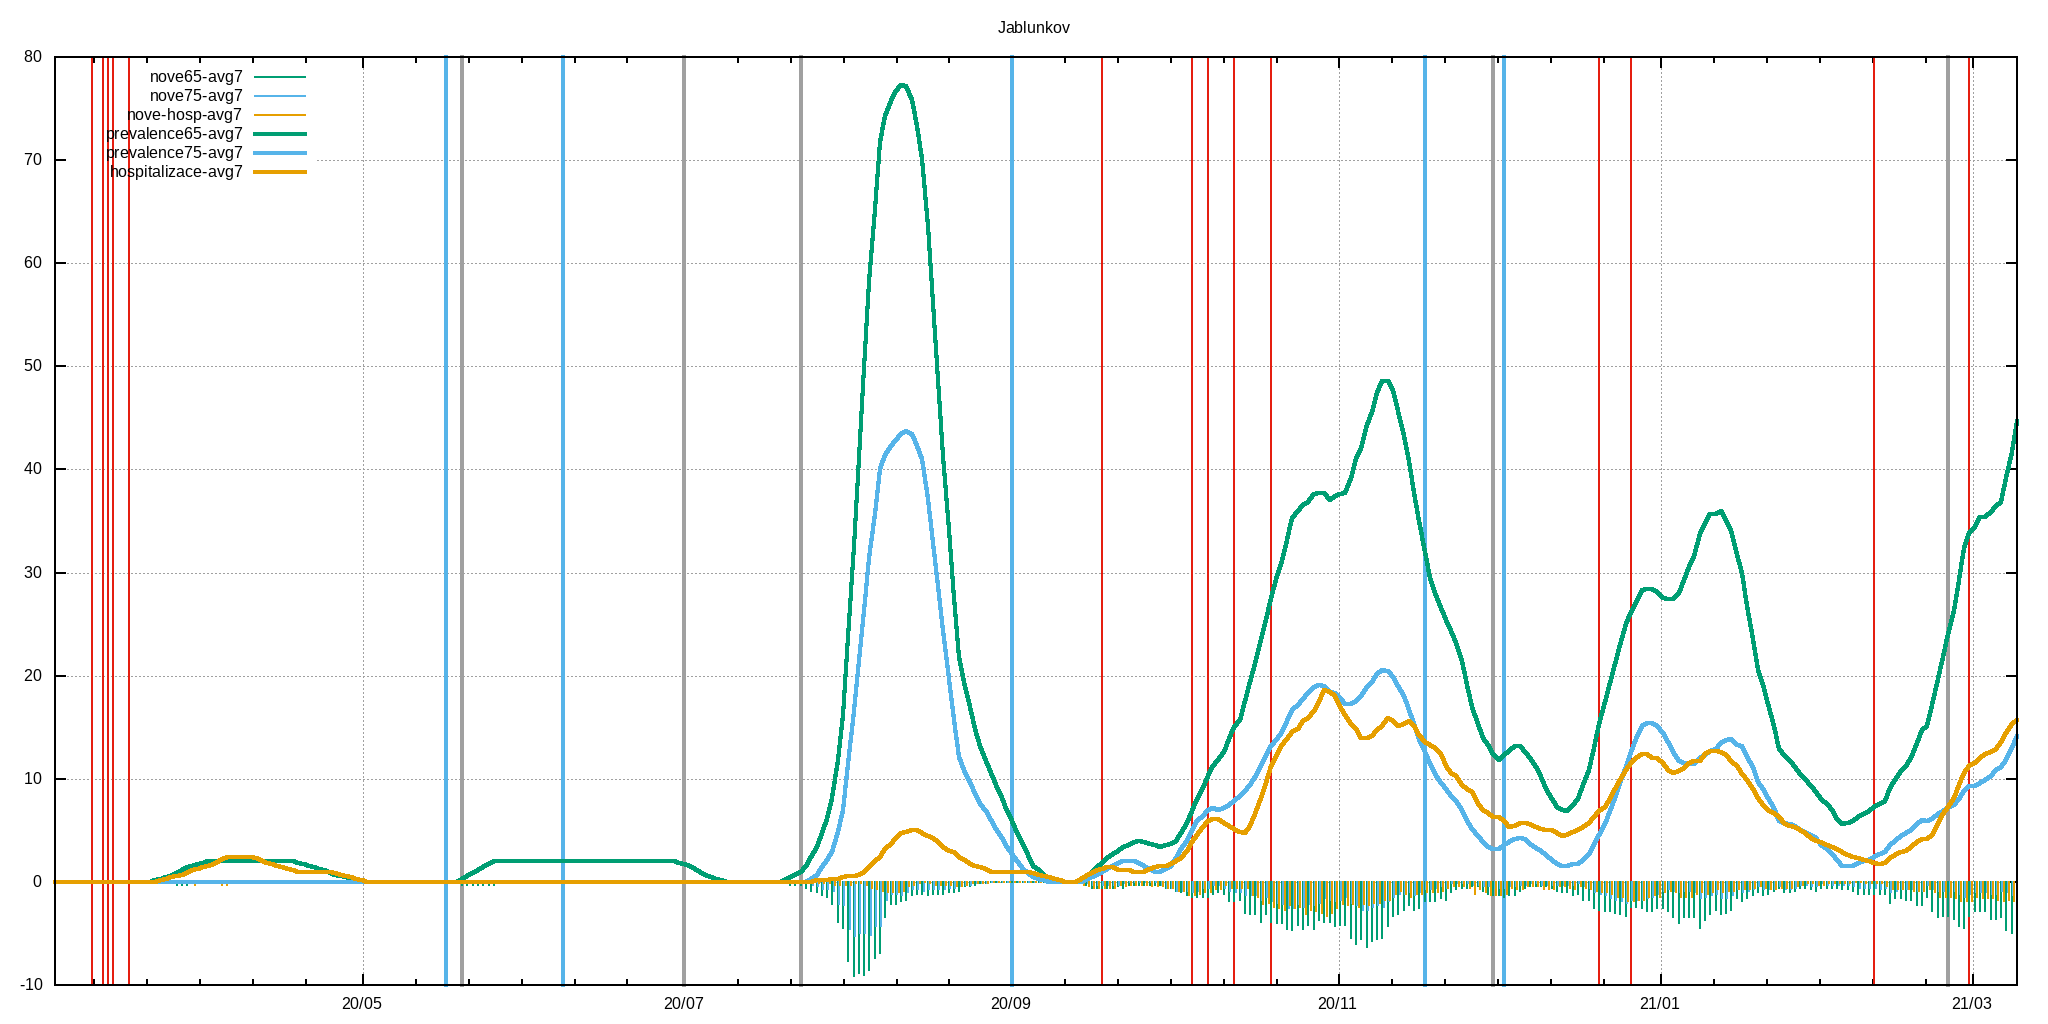 Jablunkov
80
nove65-avg7
nove75-avg7
nove-hosp-avg7
prevalence65-avg7
prevalence75-avg7
hospitalizace-avg7
70
60
50
40
30
20
10
0
-10
20/05 20/07 20/09 20/11 21/01 21/03